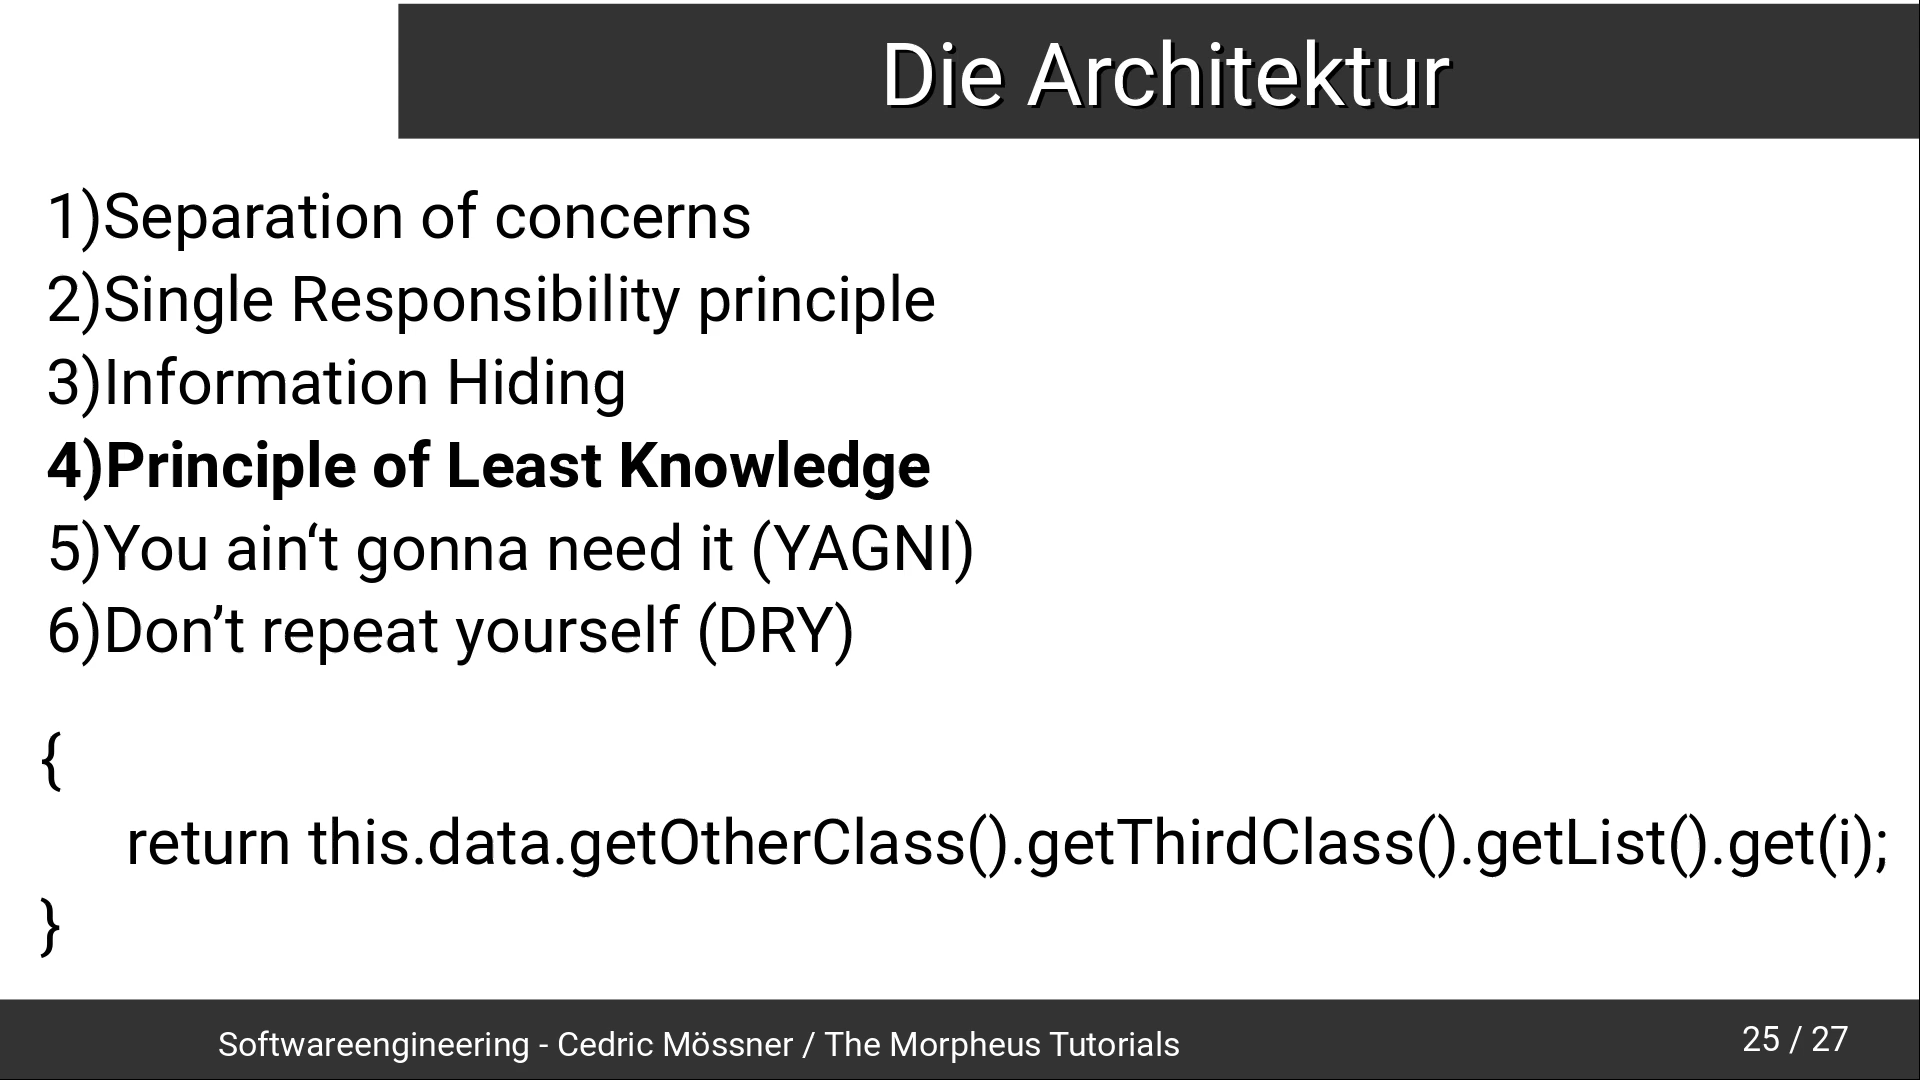 Die Architektur
1)Separation of concerns
2)Single Responsibility principle
3)Information Hiding
4)Principle of Least Knowledge
5)You ain‘t gonna need it (YAGNI)
6)Don’t repeat yourself (DRY)
{
return this.data.getOtherClass().getThirdClass().getList().get(i);
}
Softwareengineering - Cedric Mössner / The Morpheus Tutorials
25 / 27